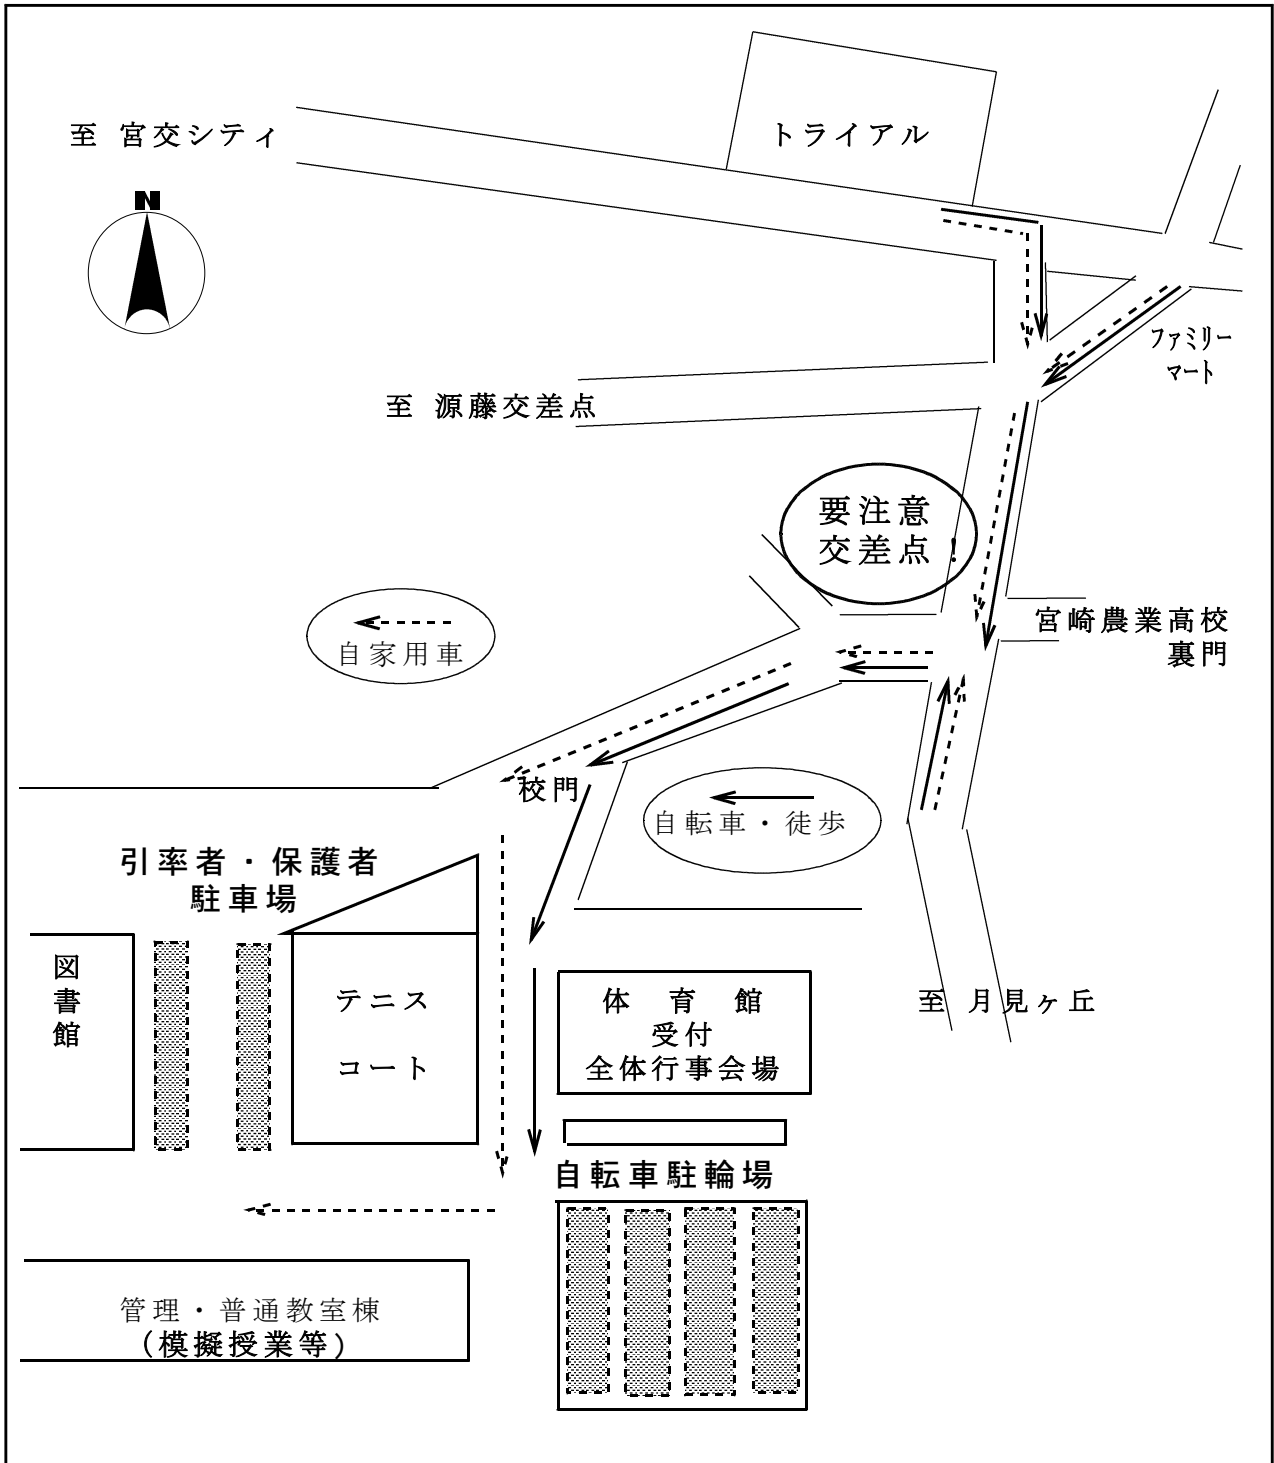 至 宮交シティ
トライアル
N
ファミリー
マート
至 源藤交差点
要注意
交差点！
宮崎農業高校
裏門
自家用車
校門
自転車・徒歩
引率者・保護者
駐車場
図書館
テニス
コート
体育館
受付
全体行事会場
至 月見ヶ丘
自転車駐輪場
管理・普通教室棟
（模擬授業等）